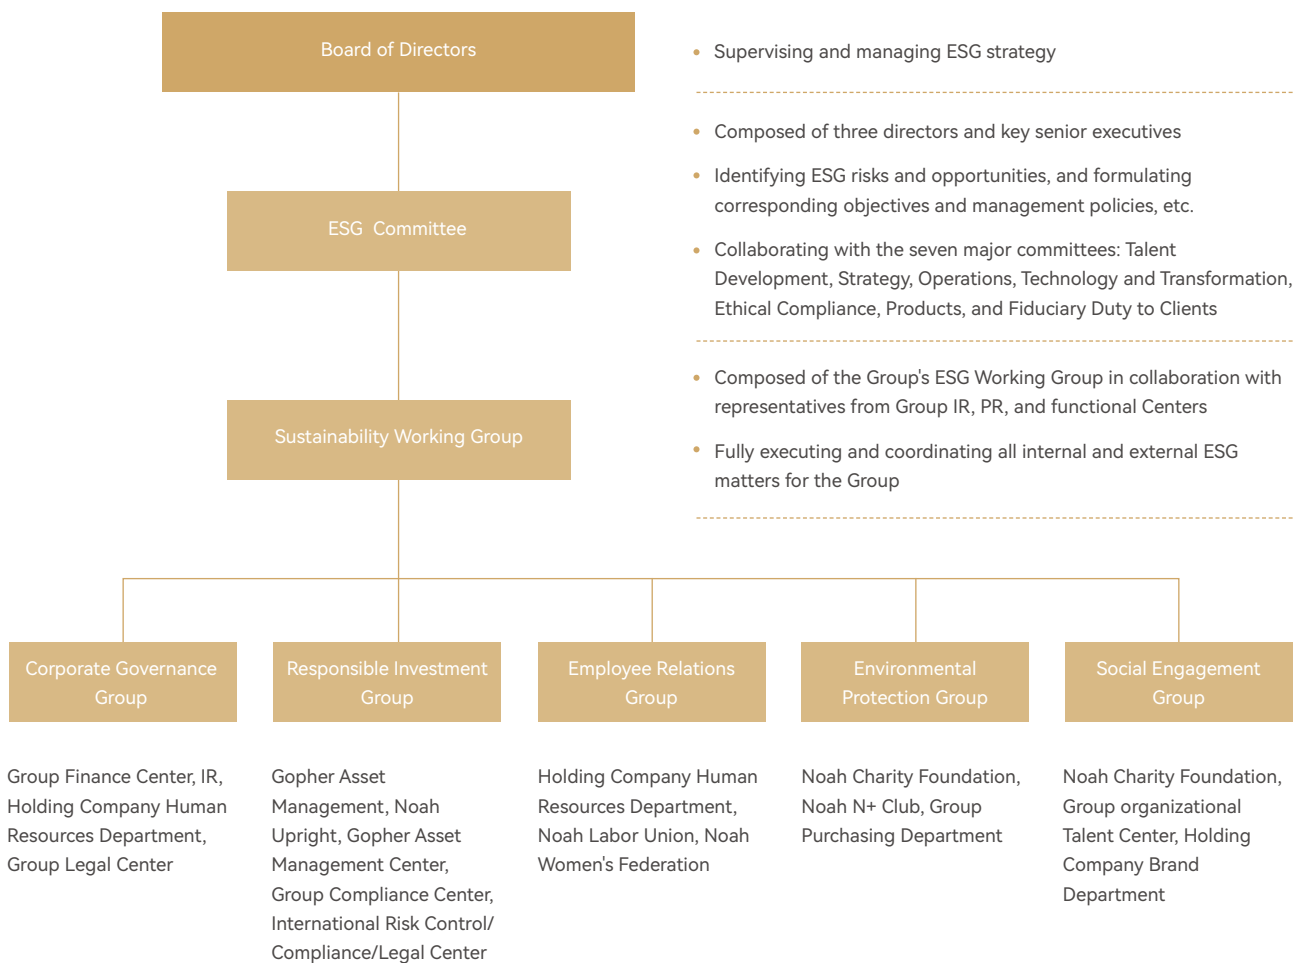 Board of Directors
• Supervising and managing ESG strategy
ESG Committee
• Composed of three directors and key senior executives
• Identifying ESG risks and opportunities, and formulating
corresponding objectives and management policies, etc.
• Collaborating with the seven major committees: Talent
Development, Strategy, Operations, Technology and Transformation,
Ethical Compliance, Products, and Fiduciary Duty to Clients
Sustainability Working Group
• Composed of the Group's ESG Working Group in collaboration with
representatives from Group IR, PR, and functional Centers
• Fully executing and coordinating all internal and external ESG
matters for the Group
Corporate Governance
Group
Group Finance Center, IR,
Holding Company Human
Resources Department,
Group Legal Center
Responsible Investment
Group
Gopher Asset
Management, Noah
Upright, Gopher Asset
Management Center,
Group Compliance Center,
International Risk Control/
Compliance/Legal Center
Employee Relations
Group
Holding Company Human
Resources Department,
Noah Labor Union, Noah
Women's Federation
Environmental
Protection Group
Noah Charity Foundation,
Noah N+ Club, Group
Purchasing Department
Social Engagement
Group
Noah Charity Foundation,
Group organizational
Talent Center, Holding
Company Brand
Department